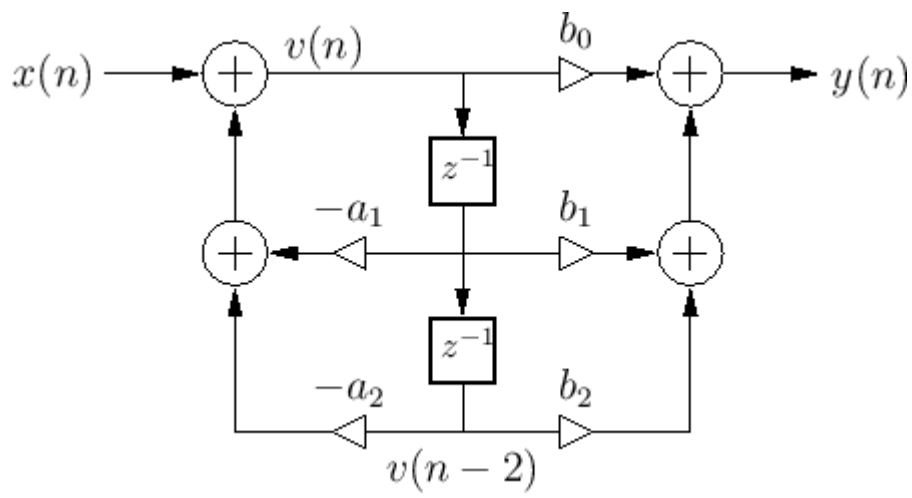 b₀
x(n) + v(n) + y(n)
z⁻¹
−a₁ b₁
+ +
z⁻¹
−a₂ b₂
v(n − 2)